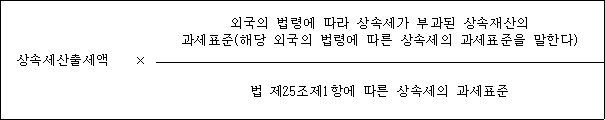 외국의 법령에 따라 상속세가 부과된 상속재산의
과세표준(해당 외국의 법령에 따른 상속세의 과세표준을 말한다)
상속세산출세액 ×
법 제25조제1항에 따른 상속세의 과세표준